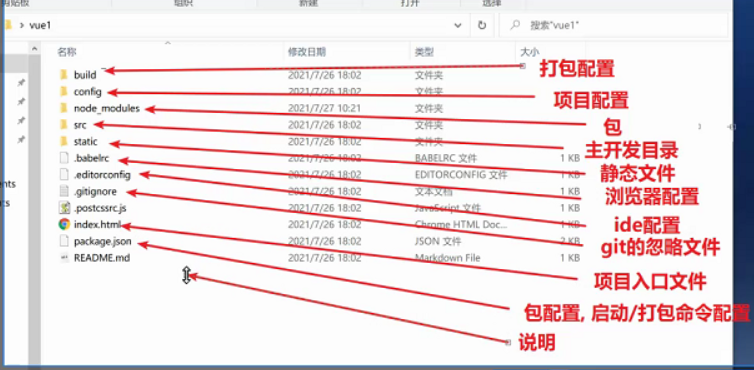 剪贴板 组织 新建 打开 选择
vue1
搜索"vue1"
名称 修改日期 类型 大小
build 2021/7/26 18:02 文件夹
打包配置
config 2021/7/26 18:02 文件夹
项目配置
node_modules 2021/7/27 10:21 文件夹
包
src 2021/7/26 18:02 文件夹
主开发目录
static 2021/7/26 18:02 文件夹
静态文件
.babelrc 2021/7/26 18:02 BABELRC 文件 1 KB
浏览器配置
.editorconfig 2021/7/26 18:02 EDITORCONFIG 文件 1 KB
ide配置
.gitignore 2021/7/26 18:02 文本文档 1 KB
git的忽略文件
.postcssrc.js 2021/7/26 18:02 JavaScript 文件 1 KB
index.html 2021/7/26 18:02 Chrome HTML Doc... 1 KB
项目入口文件
package.json 2021/7/26 18:02 JSON 文件 2 KB
包配置, 启动/打包命令配置
README.md 2021/7/26 18:02 Markdown File 1 KB
说明